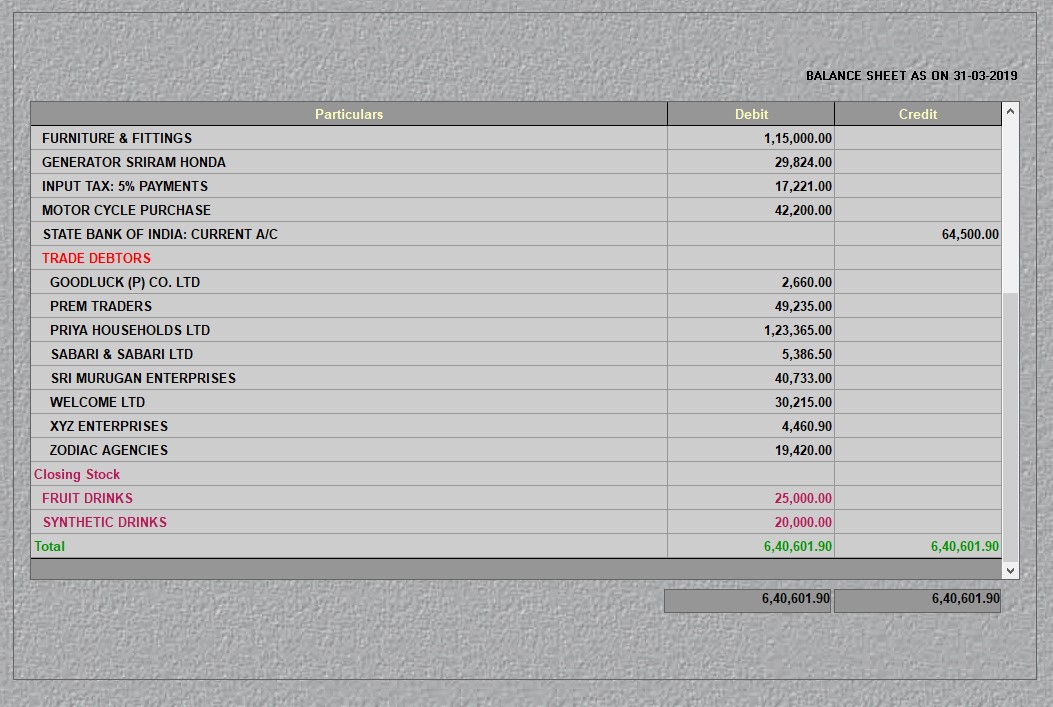 BALANCE SHEET AS ON 31-03-2019
Particulars Debit Credit
FURNITURE & FITTINGS 1,15,000.00
GENERATOR SRIRAM HONDA 29,824.00
INPUT TAX: 5% PAYMENTS 17,221.00
MOTOR CYCLE PURCHASE 42,200.00
STATE BANK OF INDIA: CURRENT A/C 64,500.00
TRADE DEBTORS
GOODLUCK (P) CO. LTD 2,660.00
PREM TRADERS 49,235.00
PRIYA HOUSEHOLDS LTD 1,23,365.00
SABARI & SABARI LTD 5,386.50
SRI MURUGAN ENTERPRISES 40,733.00
WELCOME LTD 30,215.00
XYZ ENTERPRISES 4,460.90
ZODIAC AGENCIES 19,420.00
Closing Stock
FRUIT DRINKS 25,000.00
SYNTHETIC DRINKS 20,000.00
Total 6,40,601.90 6,40,601.90
6,40,601.90 6,40,601.90